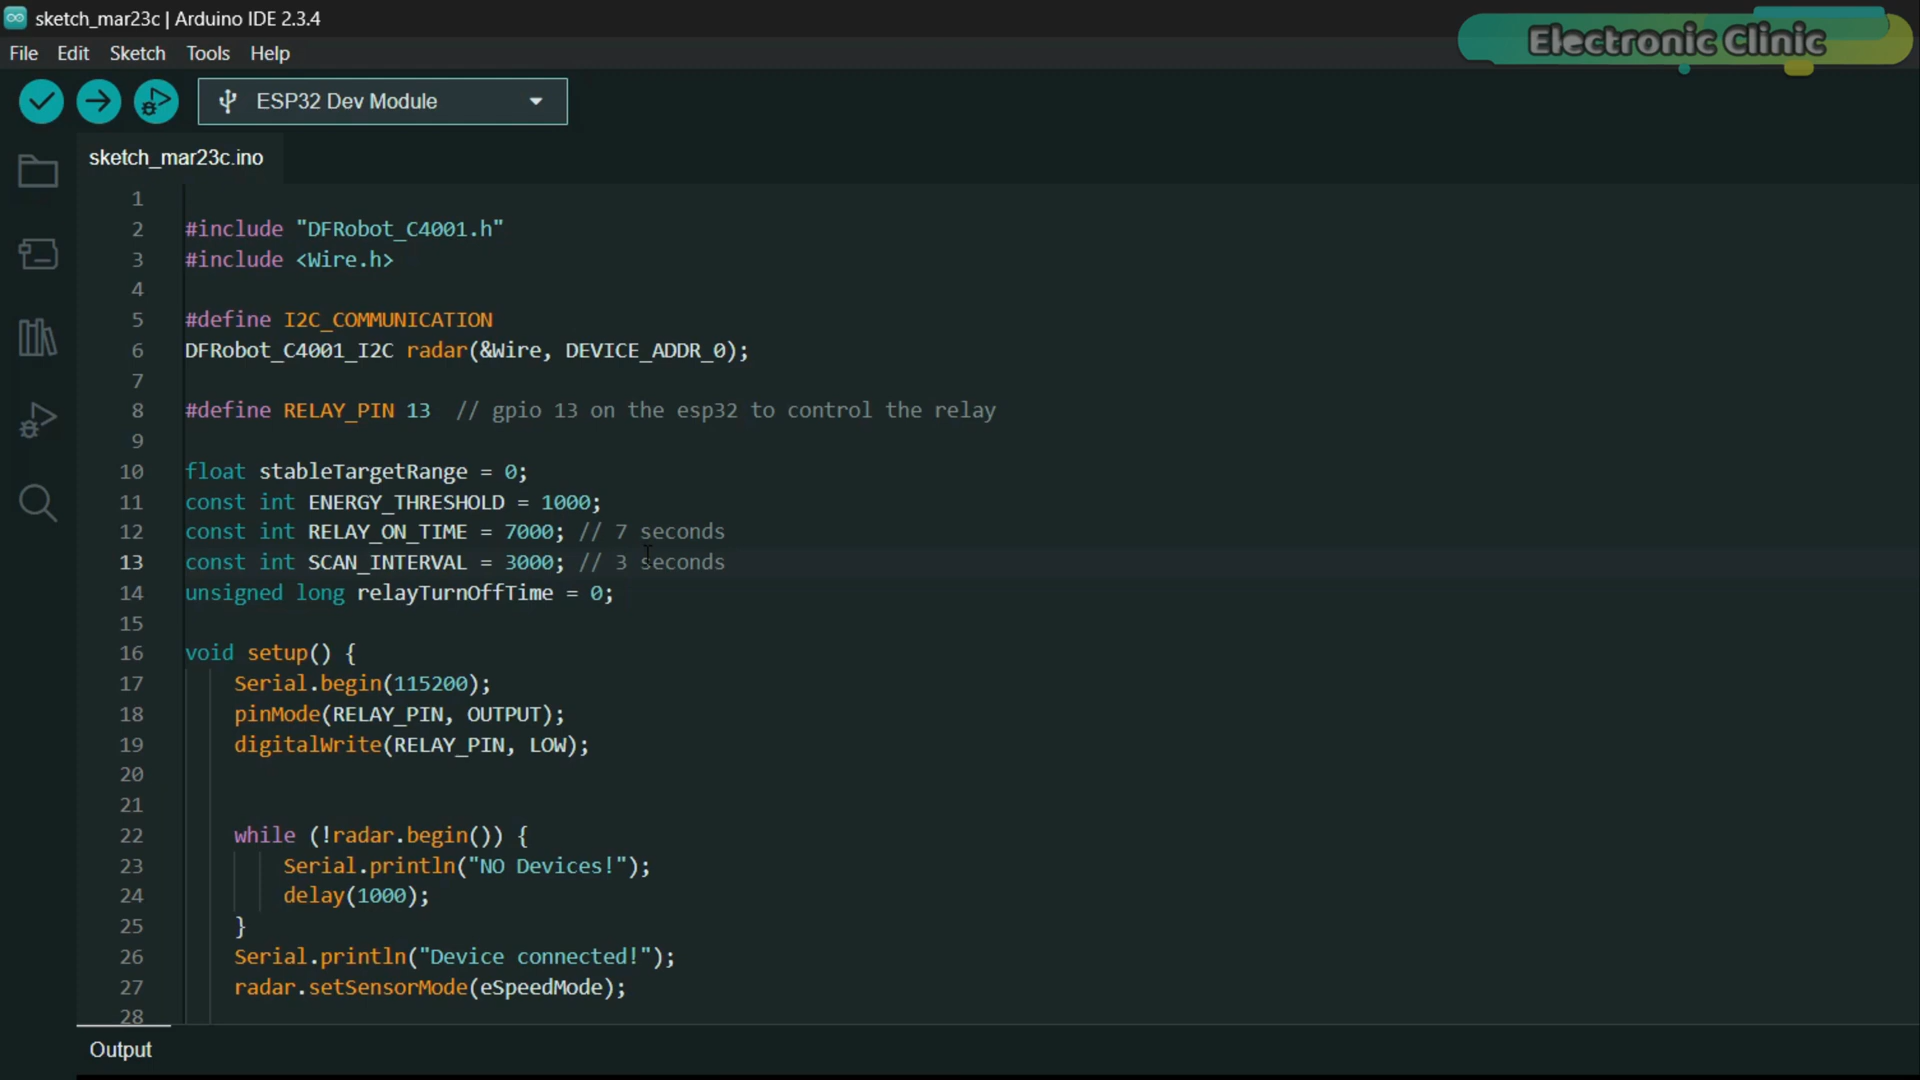 sketch_mar23c | Arduino IDE 2.3.4
Electronic Clinic
File Edit Sketch Tools Help
ESP32 Dev Module
sketch_mar23c.ino
1
2 #include "DFRobot_C4001.h"
3 #include <Wire.h>
4
5 #define I2C_COMMUNICATION
6 DFRobot_C4001_I2C radar(&Wire, DEVICE_ADDR_0);
7
8 #define RELAY_PIN 13 // gpio 13 on the esp32 to control the relay
9
10 float stableTargetRange = 0;
11 const int ENERGY_THRESHOLD = 1000;
12 const int RELAY_ON_TIME = 7000; // 7 seconds
13 const int SCAN_INTERVAL = 3000; // 3 seconds
14 unsigned long relayTurnOffTime = 0;
15
16 void setup() {
17 Serial.begin(115200);
18 pinMode(RELAY_PIN, OUTPUT);
19 digitalWrite(RELAY_PIN, LOW);
20
21
22 while (!radar.begin()) {
23 Serial.println("NO Devices!");
24 delay(1000);
25 }
26 Serial.println("Device connected!");
27 radar.setSensorMode(eSpeedMode);
28
Output